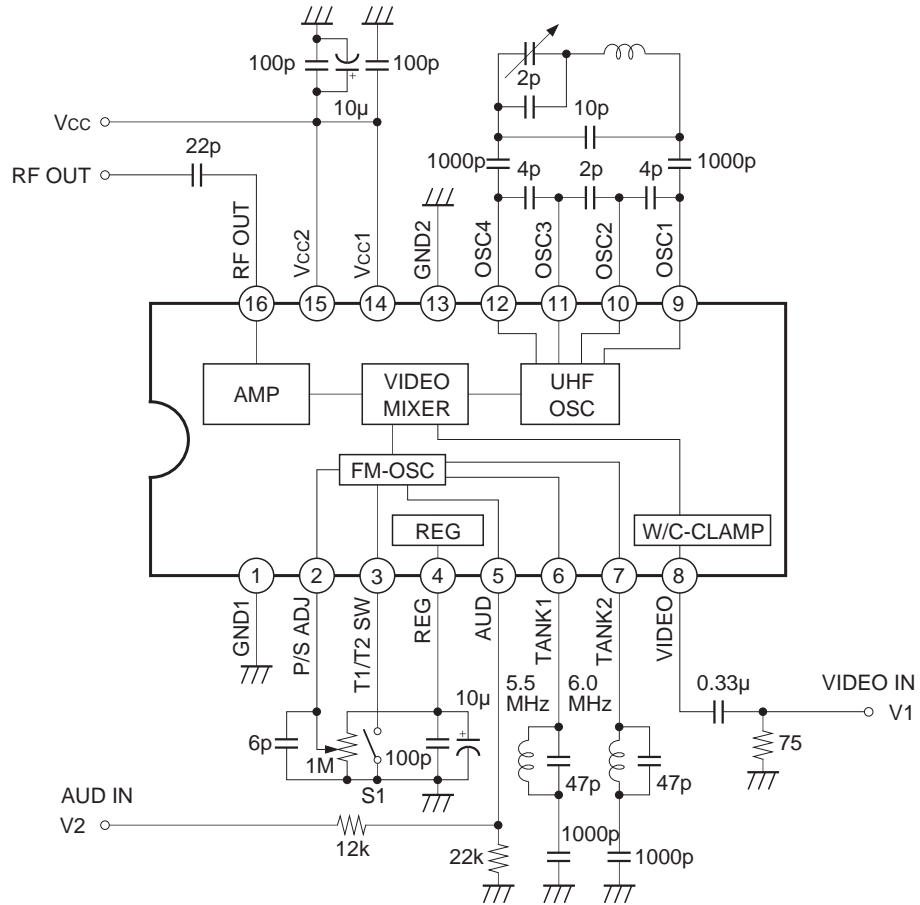 100p
100p
2p
10µ
10p
Vcc
22p
1000p
1000p
RF OUT
4p
2p
4p
RF OUT
Vcc2
Vcc1
GND2
OSC4
OSC3
OSC2
OSC1
16
15
14
13
12
11
10
9
AMP
VIDEO
MIXER
UHF
OSC
FM-OSC
REG
W/C-CLAMP
1
2
3
4
5
6
7
8
GND1
P/S ADJ
T1/T2 SW
REG
AUD
TANK1
TANK2
VIDEO
5.5
MHz
6.0
MHz
0.33µ
VIDEO IN
V1
10µ
6p
1M
100p
75
S1
47p
47p
AUD IN
V2
12k
22k
1000p
1000p